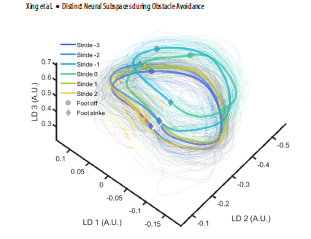 Xing et al. • Distinct Neural Subspaces during Obstacle Avoidance
Stride -3
Stride -2
Stride -1
Stride 0
Stride 1
Stride 2
Foot off
Foot strike
0.7
0.6
0.5
0.4
0.3
LD 3 (A.U.)
0.1
0.05
0
-0.05
-0.1
-0.15
LD 1 (A.U.)
-0.5
-0.4
-0.3
-0.2
-0.1
LD 2 (A.U.)